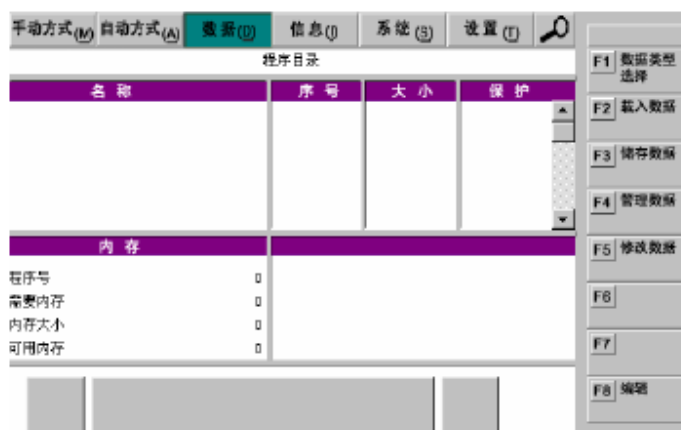 手动方式(M) 自动方式(A) 数据(D) 信息(I) 系统(S) 设置(T)
程序目录
名称 序号 大小 保护
内存
程序号 0
需要内存 0
内存大小 0
可用内存 0
F1 数据类型
选择
F2 载入数据
F3 储存数据
F4 管理数据
F5 修改数据
F6
F7
F8 编辑